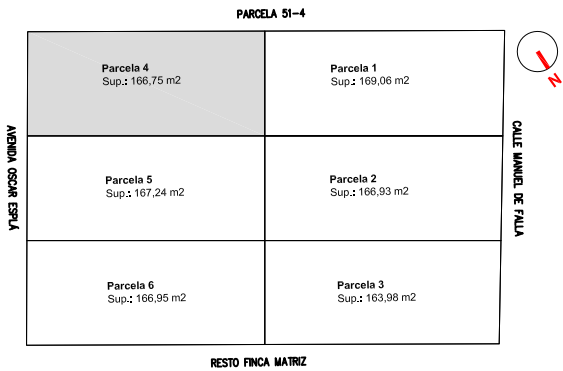 PARCELA 51-4
Parcela 4
Sup.: 166,75 m2
Parcela 1
Sup.: 169,06 m2
N
AVENIDA OSCAR ESPLÁ
Parcela 5
Sup.: 167,24 m2
Parcela 2
Sup.: 166,93 m2
CALLE MANUEL DE FALLA
Parcela 6
Sup.: 166,95 m2
Parcela 3
Sup.: 163,98 m2
RESTO FINCA MATRIZ